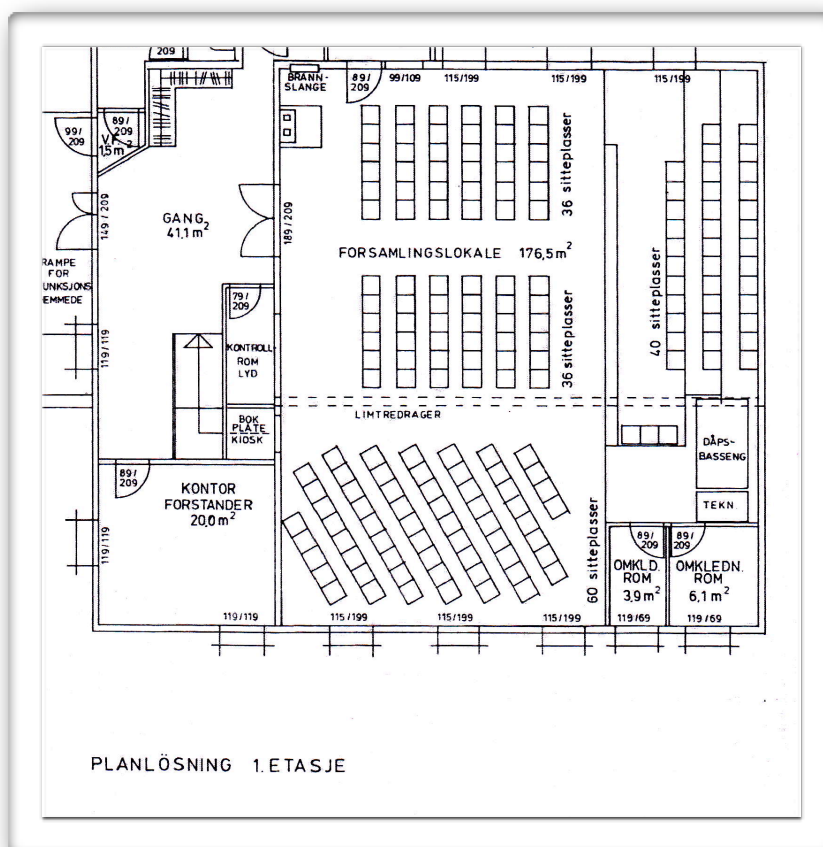 209
BRANN-
SLANGE
89/
209
99/109
115/199
115/199
115/199
99/
209
89/
209
V.F.
1,5 m²
149 / 209
GANG
41,1 m²
189 / 209
FORSAMLINGSLOKALE 176,5 m²
36 sitteplasser
36 sitteplasser
40 sitteplasser
RAMPE
FOR
UNKSJONS
EMMEDE
119/119
79/
209
KONTROLL
ROM
LYD
BOK
PLATE
KIOSK
LIMTREDRAGER
DÅPS-
BASSENG
TEKN.
89/
209
KONTOR
FORSTANDER
20,0 m²
119/119
60 sitteplasser
89/
209
89/
209
OMKLD.
ROM
3,9 m²
OMKLEDN.
ROM
6,1 m²
119/119
115/199
115/199
115/199
119/69
119/69
PLANLÖSNING 1. ETASJE